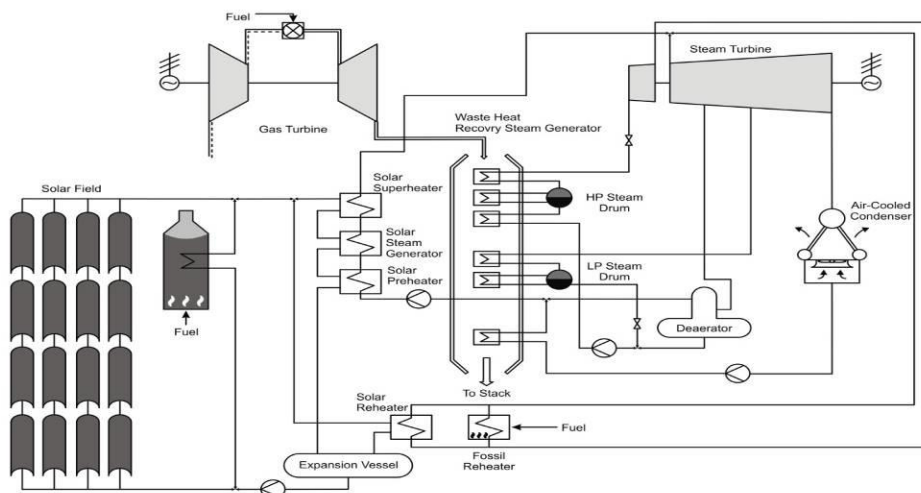 Fuel
Steam Turbine
Gas Turbine
Waste Heat
Recovry Steam Generator
Solar Field
Solar
Superheater
HP Steam
Drum
Air-Cooled
Condenser
Solar
Steam
Generator
Solar
Preheater
LP Steam
Drum
Fuel
Deaerator
To Stack
Solar
Reheater
Fuel
Expansion Vessel
Fossil
Reheater